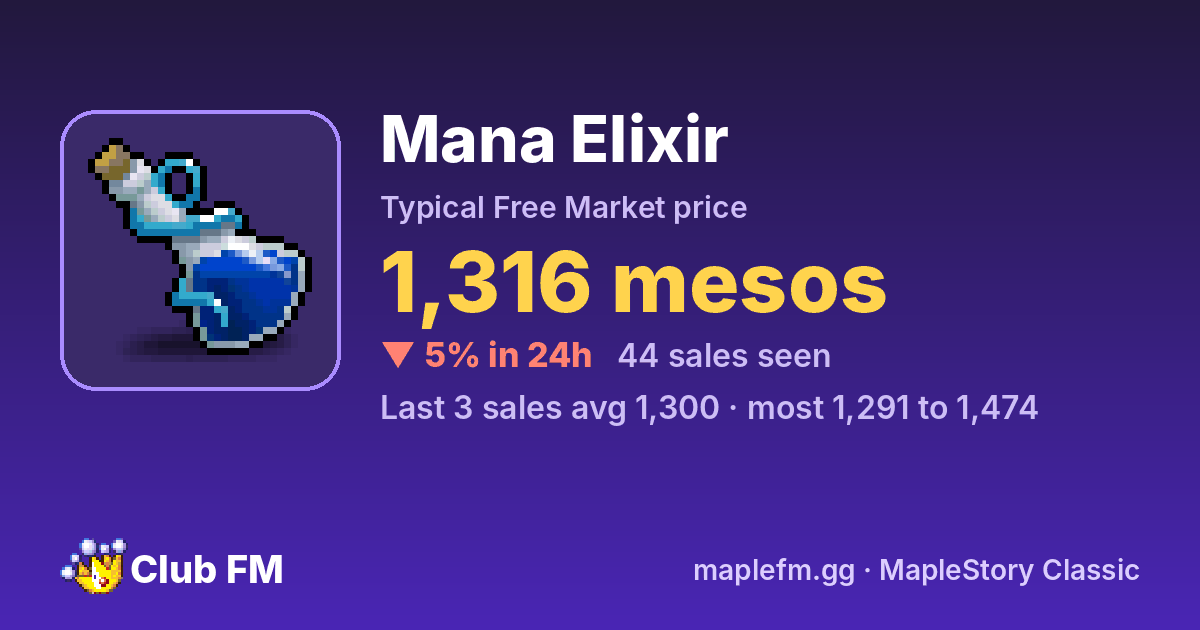 Mana Elixir
Typical Free Market price
1,316 mesos
▼ 5% in 24h 44 sales seen
Last 3 sales avg 1,300 · most 1,291 to 1,474
Club FM
maplefm.gg · MapleStory Classic